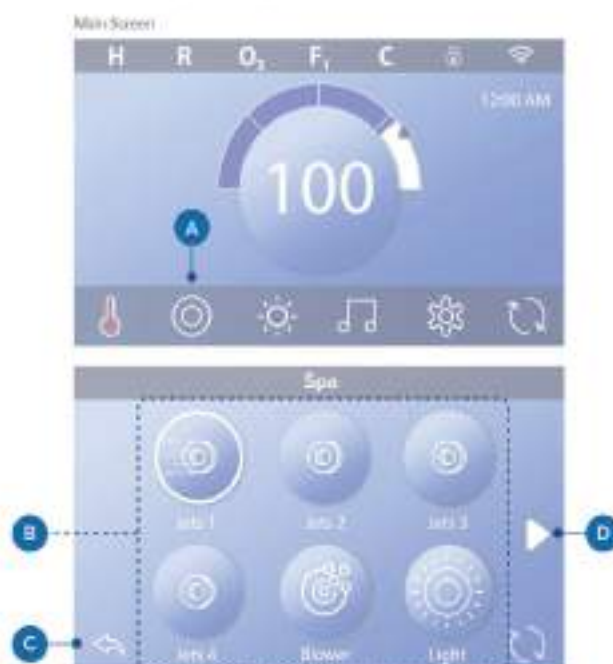 Main Screen
H R O₃ F₁ C
12:00 AM
100
A
Spa
Jets 1 Jets 2 Jets 3
B
D
C
Jets 4 Blower Light